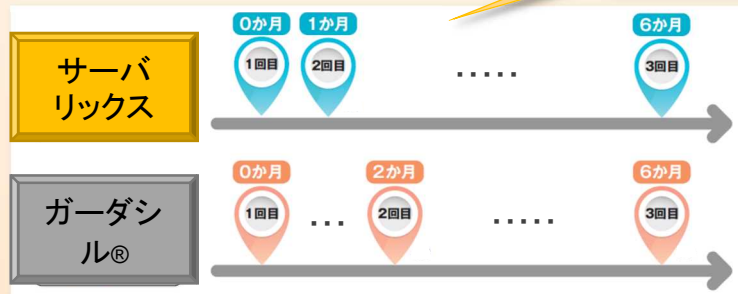 0か月 1か月 6か月
サーバ
リックス
1回目 2回目 ..... 3回目
0か月 2か月 6か月
ガーダシ
ル®
1回目 ... 2回目 ..... 3回目